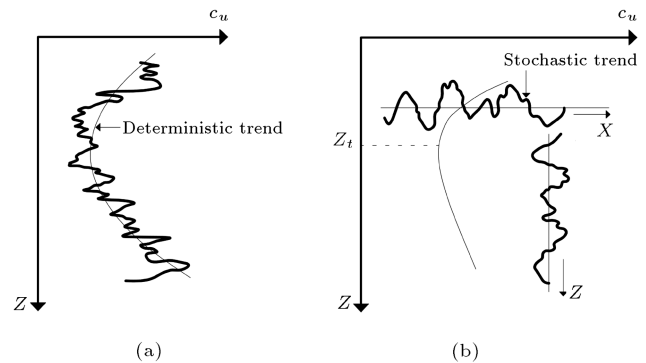 c_u
c_u
Stochastic trend
Deterministic trend
X
Z_t
Z
Z
Z
(a)
(b)